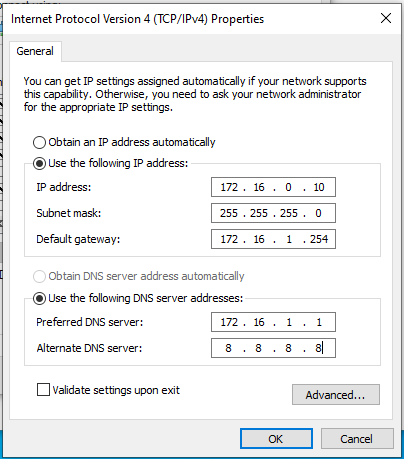 Internet Protocol Version 4 (TCP/IPv4) Properties
General
You can get IP settings assigned automatically if your network supports
this capability. Otherwise, you need to ask your network administrator
for the appropriate IP settings.
Obtain an IP address automatically
Use the following IP address:
IP address: 172 . 16 . 0 . 10
Subnet mask: 255 . 255 . 255 . 0
Default gateway: 172 . 16 . 1 . 254
Obtain DNS server address automatically
Use the following DNS server addresses:
Preferred DNS server: 172 . 16 . 1 . 1
Alternate DNS server: 8 . 8 . 8 . 8
Validate settings upon exit
Advanced...
OK Cancel